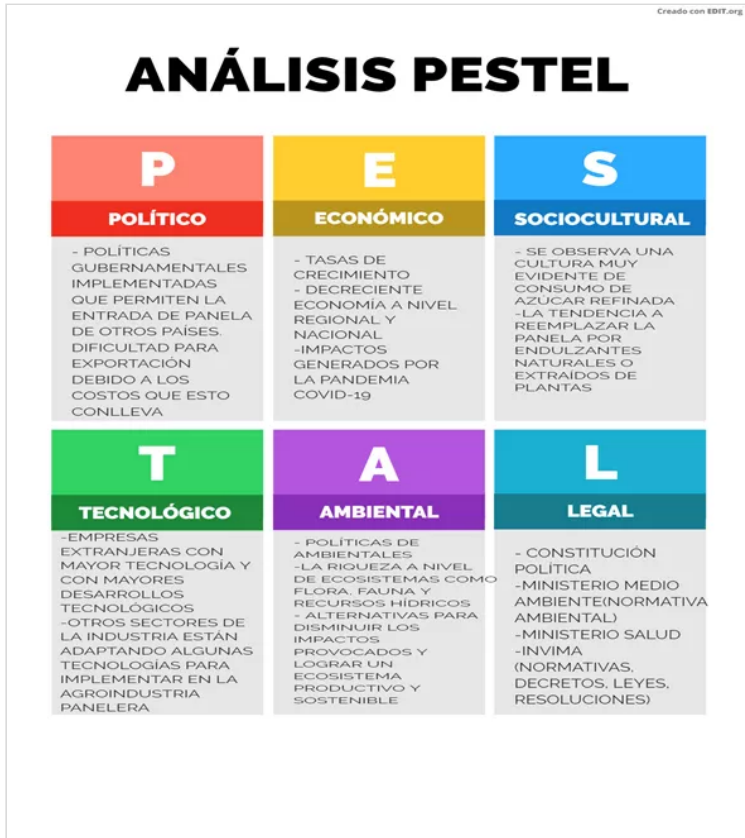 Creado con EDIT.org
ANÁLISIS PESTEL
P
POLÍTICO
- POLÍTICAS
GUBERNAMENTALES
IMPLEMENTADAS
QUE PERMITEN LA
ENTRADA DE PANELA
DE OTROS PAÍSES.
DIFICULTAD PARA
EXPORTACIÓN
DEBIDO A LOS
COSTOS QUE ESTO
CONLLEVA
E
ECONÓMICO
- TASAS DE
CRECIMIENTO
- DECRECIENTE
ECONOMÍA A NIVEL
REGIONAL Y
NACIONAL
-IMPACTOS
GENERADOS POR
LA PANDEMIA
COVID-19
S
SOCIOCULTURAL
- SE OBSERVA UNA
CULTURA MUY
EVIDENTE DE
CONSUMO DE
AZÚCAR REFINADA
-LA TENDENCIA A
REEMPLAZAR LA
PANELA POR
ENDULZANTES
NATURALES O
EXTRAÍDOS DE
PLANTAS
T
TECNOLÓGICO
-EMPRESAS
EXTRANJERAS CON
MAYOR TECNOLOGÍA Y
CON MAYORES
DESARROLLOS
TECNOLÓGICOS
-OTROS SECTORES DE
LA INDUSTRIA ESTÁN
ADAPTANDO ALGUNAS
TECNOLOGÍAS PARA
IMPLEMENTAR EN LA
AGROINDUSTRIA
PANELERA
A
AMBIENTAL
- POLÍTICAS DE
AMBIENTALES
-LA RIQUEZA A NIVEL
DE ECOSISTEMAS COMO
FLORA, FAUNA Y
RECURSOS HÍDRICOS
- ALTERNATIVAS PARA
DISMINUIR LOS
IMPACTOS
PROVOCADOS Y
LOGRAR UN
ECOSISTEMA
PRODUCTIVO Y
SOSTENIBLE
L
LEGAL
- CONSTITUCIÓN
POLÍTICA
-MINISTERIO MEDIO
AMBIENTE(NORMATIVA
AMBIENTAL)
-MINISTERIO SALUD
-INVIMA
(NORMATIVAS,
DECRETOS, LEYES,
RESOLUCIONES)